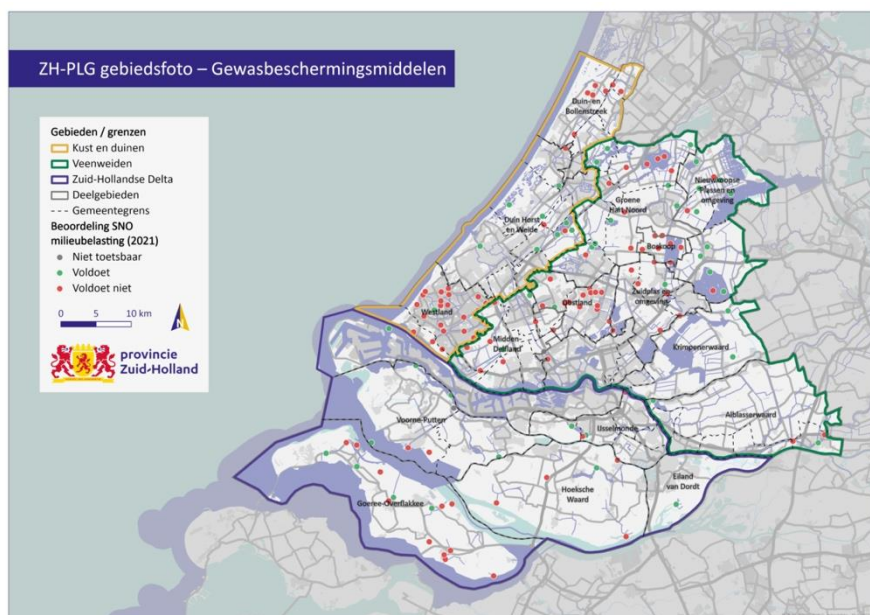 ZH-PLG gebiedsfoto – Gewasbeschermingsmiddelen
Gebieden / grenzen
Kust en duinen
Veenweiden
Zuid-Hollandse Delta
Deelgebieden
Gemeentegrens
Beoordeling SNO
milieubelasting (2021)
Niet toetsbaar
Voldoet
Voldoet niet
0 5 10 km
provincie
Zuid-Holland
Duin- en
Bollenstreek
Nieuwkoopse
Plassen en
omgeving
Groene
Hart Noord
Duin Horst
en Weide
Boskoop
Zuidplas en
omgeving
Westland
Oostland
Midden-
Delfland
Krimpenerwaard
Alblasserwaard
Voorne-Putten
IJsselmonde
Hoeksche
Waard
Eiland
van Dordt
Goeree-Overflakkee